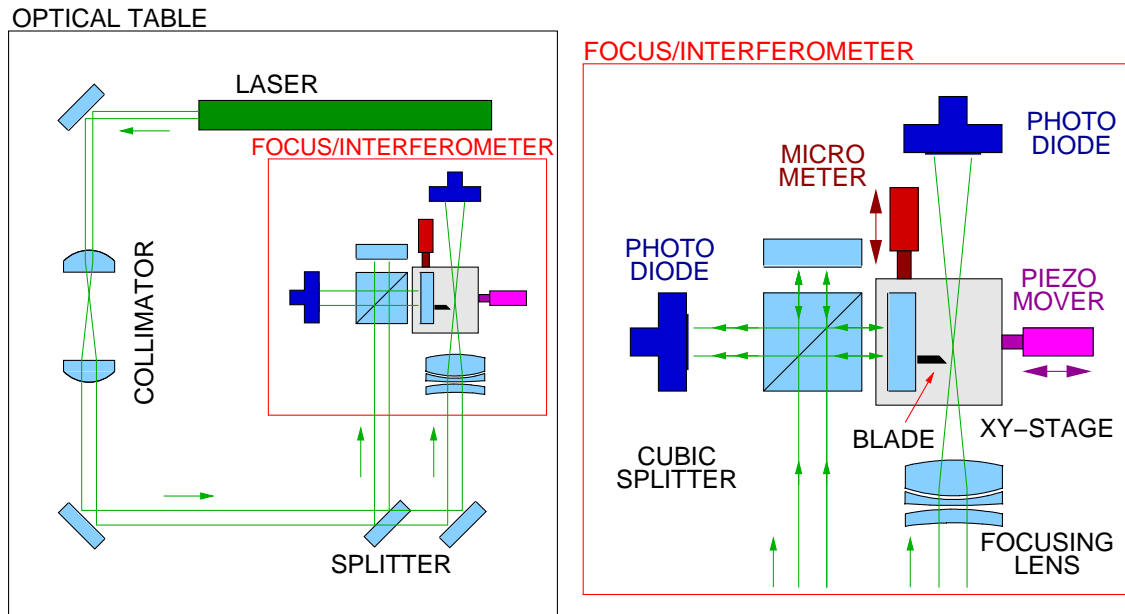 OPTICAL TABLE
LASER
FOCUS/INTERFEROMETER
COLLIMATOR
SPLITTER
FOCUS/INTERFEROMETER
PHOTO
DIODE
MICRO
METER
PHOTO
DIODE
PIEZO
MOVER
BLADE
XY–STAGE
CUBIC
SPLITTER
FOCUSING
LENS